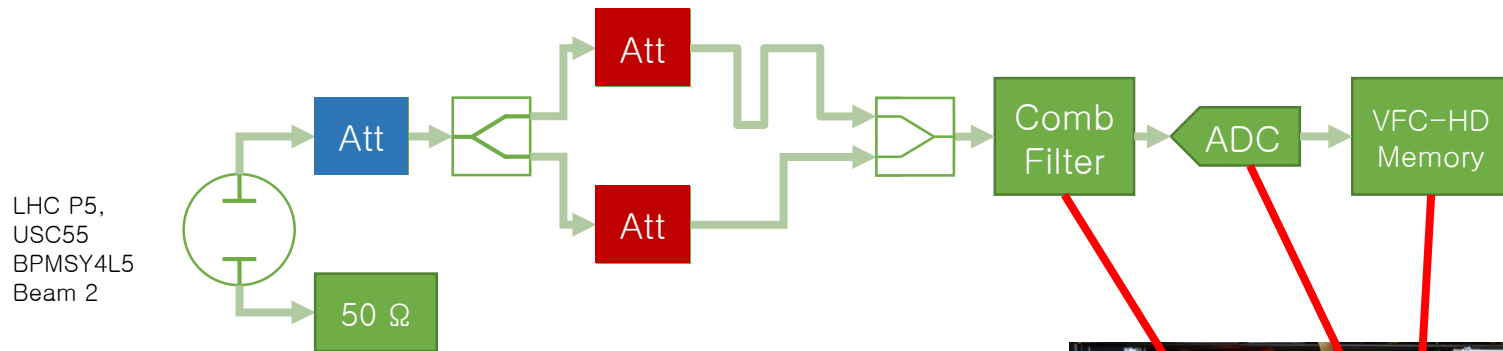 Att
Att
Comb
Filter
ADC
VFC-HD
Memory
Att
LHC P5,
USC55
BPMSY4L5
Beam 2
50 Ω